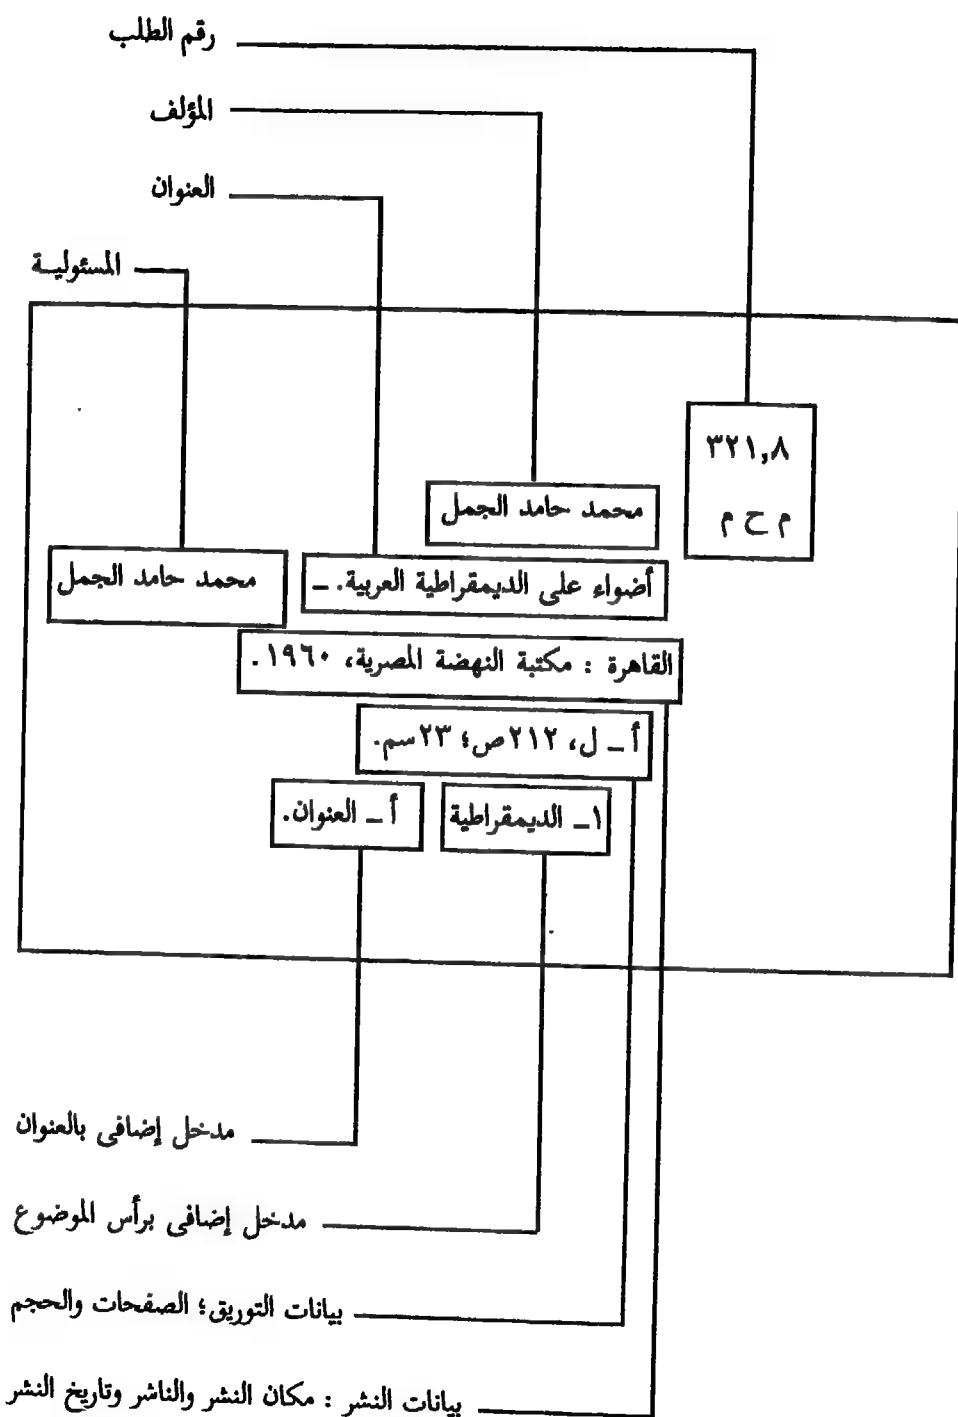 رقم الطلب
المؤلف
العنوان
المسئوليـة
٣٢١,٨
م ح م
محمد حامد الجمل
أضواء على الديمقراطية العربية. ـ محمد حامد الجمل
القاهرة : مكتبة النهضة المصرية، ١٩٦٠.
أ ـ ل، ٢١٢ص؛ ٢٣سم.
١ـ الديمقراطية أ ـ العنوان.
مدخل إضافى بالعنوان
مدخل إضافى برأس الموضوع
بيانات التوريق؛ الصفحات والحجم
بيانات النشر : مكان النشر والناشر وتاريخ النشر